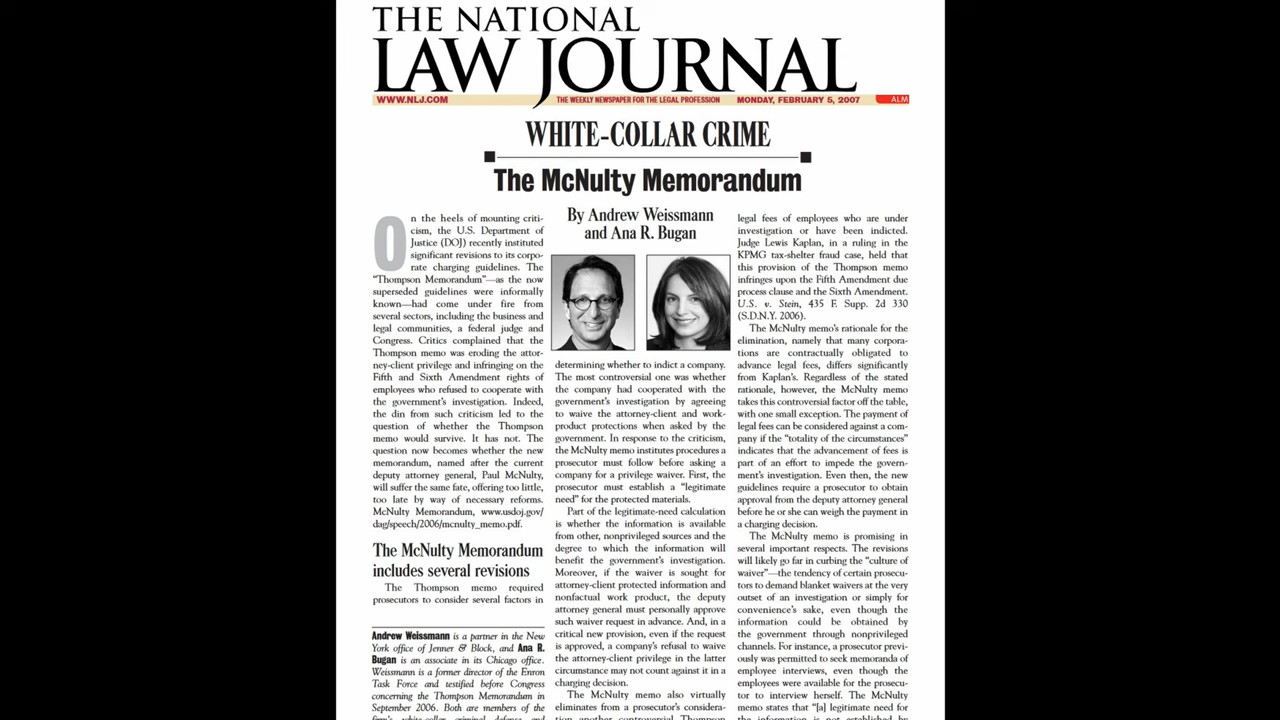 THE NATIONAL
LAW JOURNAL
WWW.NLJ.COM
THE WEEKLY NEWSPAPER FOR THE LEGAL PROFESSION
MONDAY, FEBRUARY 5, 2007
ALM
WHITE-COLLAR CRIME
The McNulty Memorandum
By Andrew Weissmann
and Ana R. Bugan
On the heels of mounting criti-
cism, the U.S. Department of
Justice (DOJ) recently instituted
significant revisions to its corpo-
rate charging guidelines. The
“Thompson Memorandum”—as the now
superseded guidelines were informally
known—had come under fire from
several sectors, including the business and
legal communities, a federal judge and
Congress. Critics complained that the
Thompson memo was eroding the attor-
ney-client privilege and infringing on the
Fifth and Sixth Amendment rights of
employees who refused to cooperate with
the government’s investigation. Indeed,
the din from such criticism led to the
question of whether the Thompson
memo would survive. It has not. The
question now becomes whether the new
memorandum, named after the current
deputy attorney general, Paul McNulty,
will suffer the same fate, offering too little,
too late by way of necessary reforms.
McNulty Memorandum, www.usdoj.gov/
dag/speech/2006/mcnulty_memo.pdf.
The McNulty Memorandum
includes several revisions
The Thompson memo required
prosecutors to consider several factors in
Andrew Weissmann is a partner in the New
York office of Jenner & Block, and Ana R.
Bugan is an associate in its Chicago office.
Weissmann is a former director of the Enron
Task Force and testified before Congress
concerning the Thompson Memorandum in
September 2006. Both are members of the
firm’s white-collar criminal defense and
determining whether to indict a company.
The most controversial one was whether
the company had cooperated with the
government’s investigation by agreeing
to waive the attorney-client and work-
product protections when asked by the
government. In response to the criticism,
the McNulty memo institutes procedures a
prosecutor must follow before asking a
company for a privilege waiver. First, the
prosecutor must establish a “legitimate
need” for the protected materials.
Part of the legitimate-need calculation
is whether the information is available
from other, nonprivileged sources and the
degree to which the information will
benefit the government’s investigation.
Moreover, if the waiver is sought for
attorney-client protected information and
nonfactual work product, the deputy
attorney general must personally approve
such waiver request in advance. And, in a
critical new provision, even if the request
is approved, a company’s refusal to waive
the attorney-client privilege in the latter
circumstance may not count against it in a
charging decision.
The McNulty memo also virtually
eliminates from a prosecutor’s considera-
tion another controversial Thompson
legal fees of employees who are under
investigation or have been indicted.
Judge Lewis Kaplan, in a ruling in the
KPMG tax-shelter fraud case, held that
this provision of the Thompson memo
infringes upon the Fifth Amendment due
process clause and the Sixth Amendment.
U.S. v. Stein, 435 F. Supp. 2d 330
(S.D.N.Y. 2006).
The McNulty memo’s rationale for the
elimination, namely that many corpora-
tions are contractually obligated to
advance legal fees, differs significantly
from Kaplan’s. Regardless of the stated
rationale, however, the McNulty memo
takes this controversial factor off the table,
with one small exception. The payment of
legal fees can be considered against a com-
pany if the “totality of the circumstances”
indicates that the advancement of fees is
part of an effort to impede the govern-
ment’s investigation. Even then, the new
guidelines require a prosecutor to obtain
approval from the deputy attorney general
before he or she can weigh the payment in
a charging decision.
The McNulty memo is promising in
several important respects. The revisions
will likely go far in curbing the “culture of
waiver”—the tendency of certain prosecu-
tors to demand blanket waivers at the very
outset of an investigation or simply for
convenience’s sake, even though the
information could be obtained by
the government through nonprivileged
channels. For instance, a prosecutor previ-
ously was permitted to seek memoranda of
employee interviews, even though the
employees were available for the prosecu-
tor to interview herself. The McNulty
memo states that “[a] legitimate need for
the information is not established by